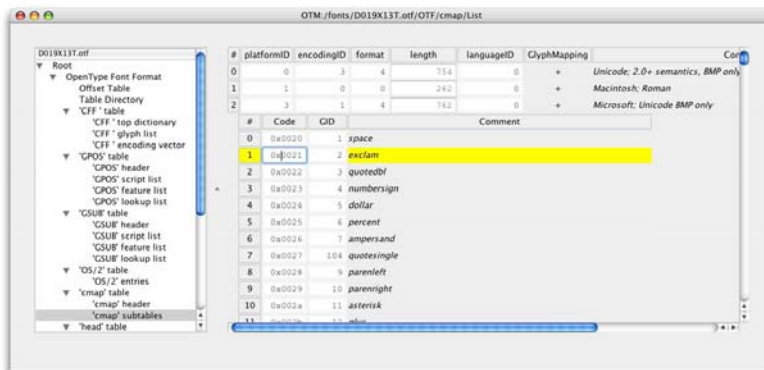 OTM:/fonts/D019X13T.otf/OTF/cmap/List
D019X13T.otf
Root
OpenType Font Format
Offset Table
Table Directory
'CFF ' table
'CFF ' top dictionary
'CFF ' glyph list
'CFF ' encoding vector
'GPOS' table
'GPOS' header
'GPOS' script list
'GPOS' feature list
'GPOS' lookup list
'GSUB' table
'GSUB' header
'GSUB' script list
'GSUB' feature list
'GSUB' lookup list
'OS/2' table
'OS/2' entries
'cmap' table
'cmap' header
'cmap' subtables
'head' table
# platformID encodingID format length languageID GlyphMapping Com
0 0 3 4 754 0 + Unicode; 2.0+ semantics, BMP only
1 1 0 0 262 0 + Macintosh; Roman
2 3 1 4 762 0 + Microsoft; Unicode BMP only
# Code GID Comment
0 0x0020 1 space
1 0x0021 2 exclam
2 0x0022 3 quotedbl
3 0x0023 4 numbersign
4 0x0024 5 dollar
5 0x0025 6 percent
6 0x0026 7 ampersand
7 0x0027 104 quotesingle
8 0x0028 9 parenleft
9 0x0029 10 parenright
10 0x002a 11 asterisk